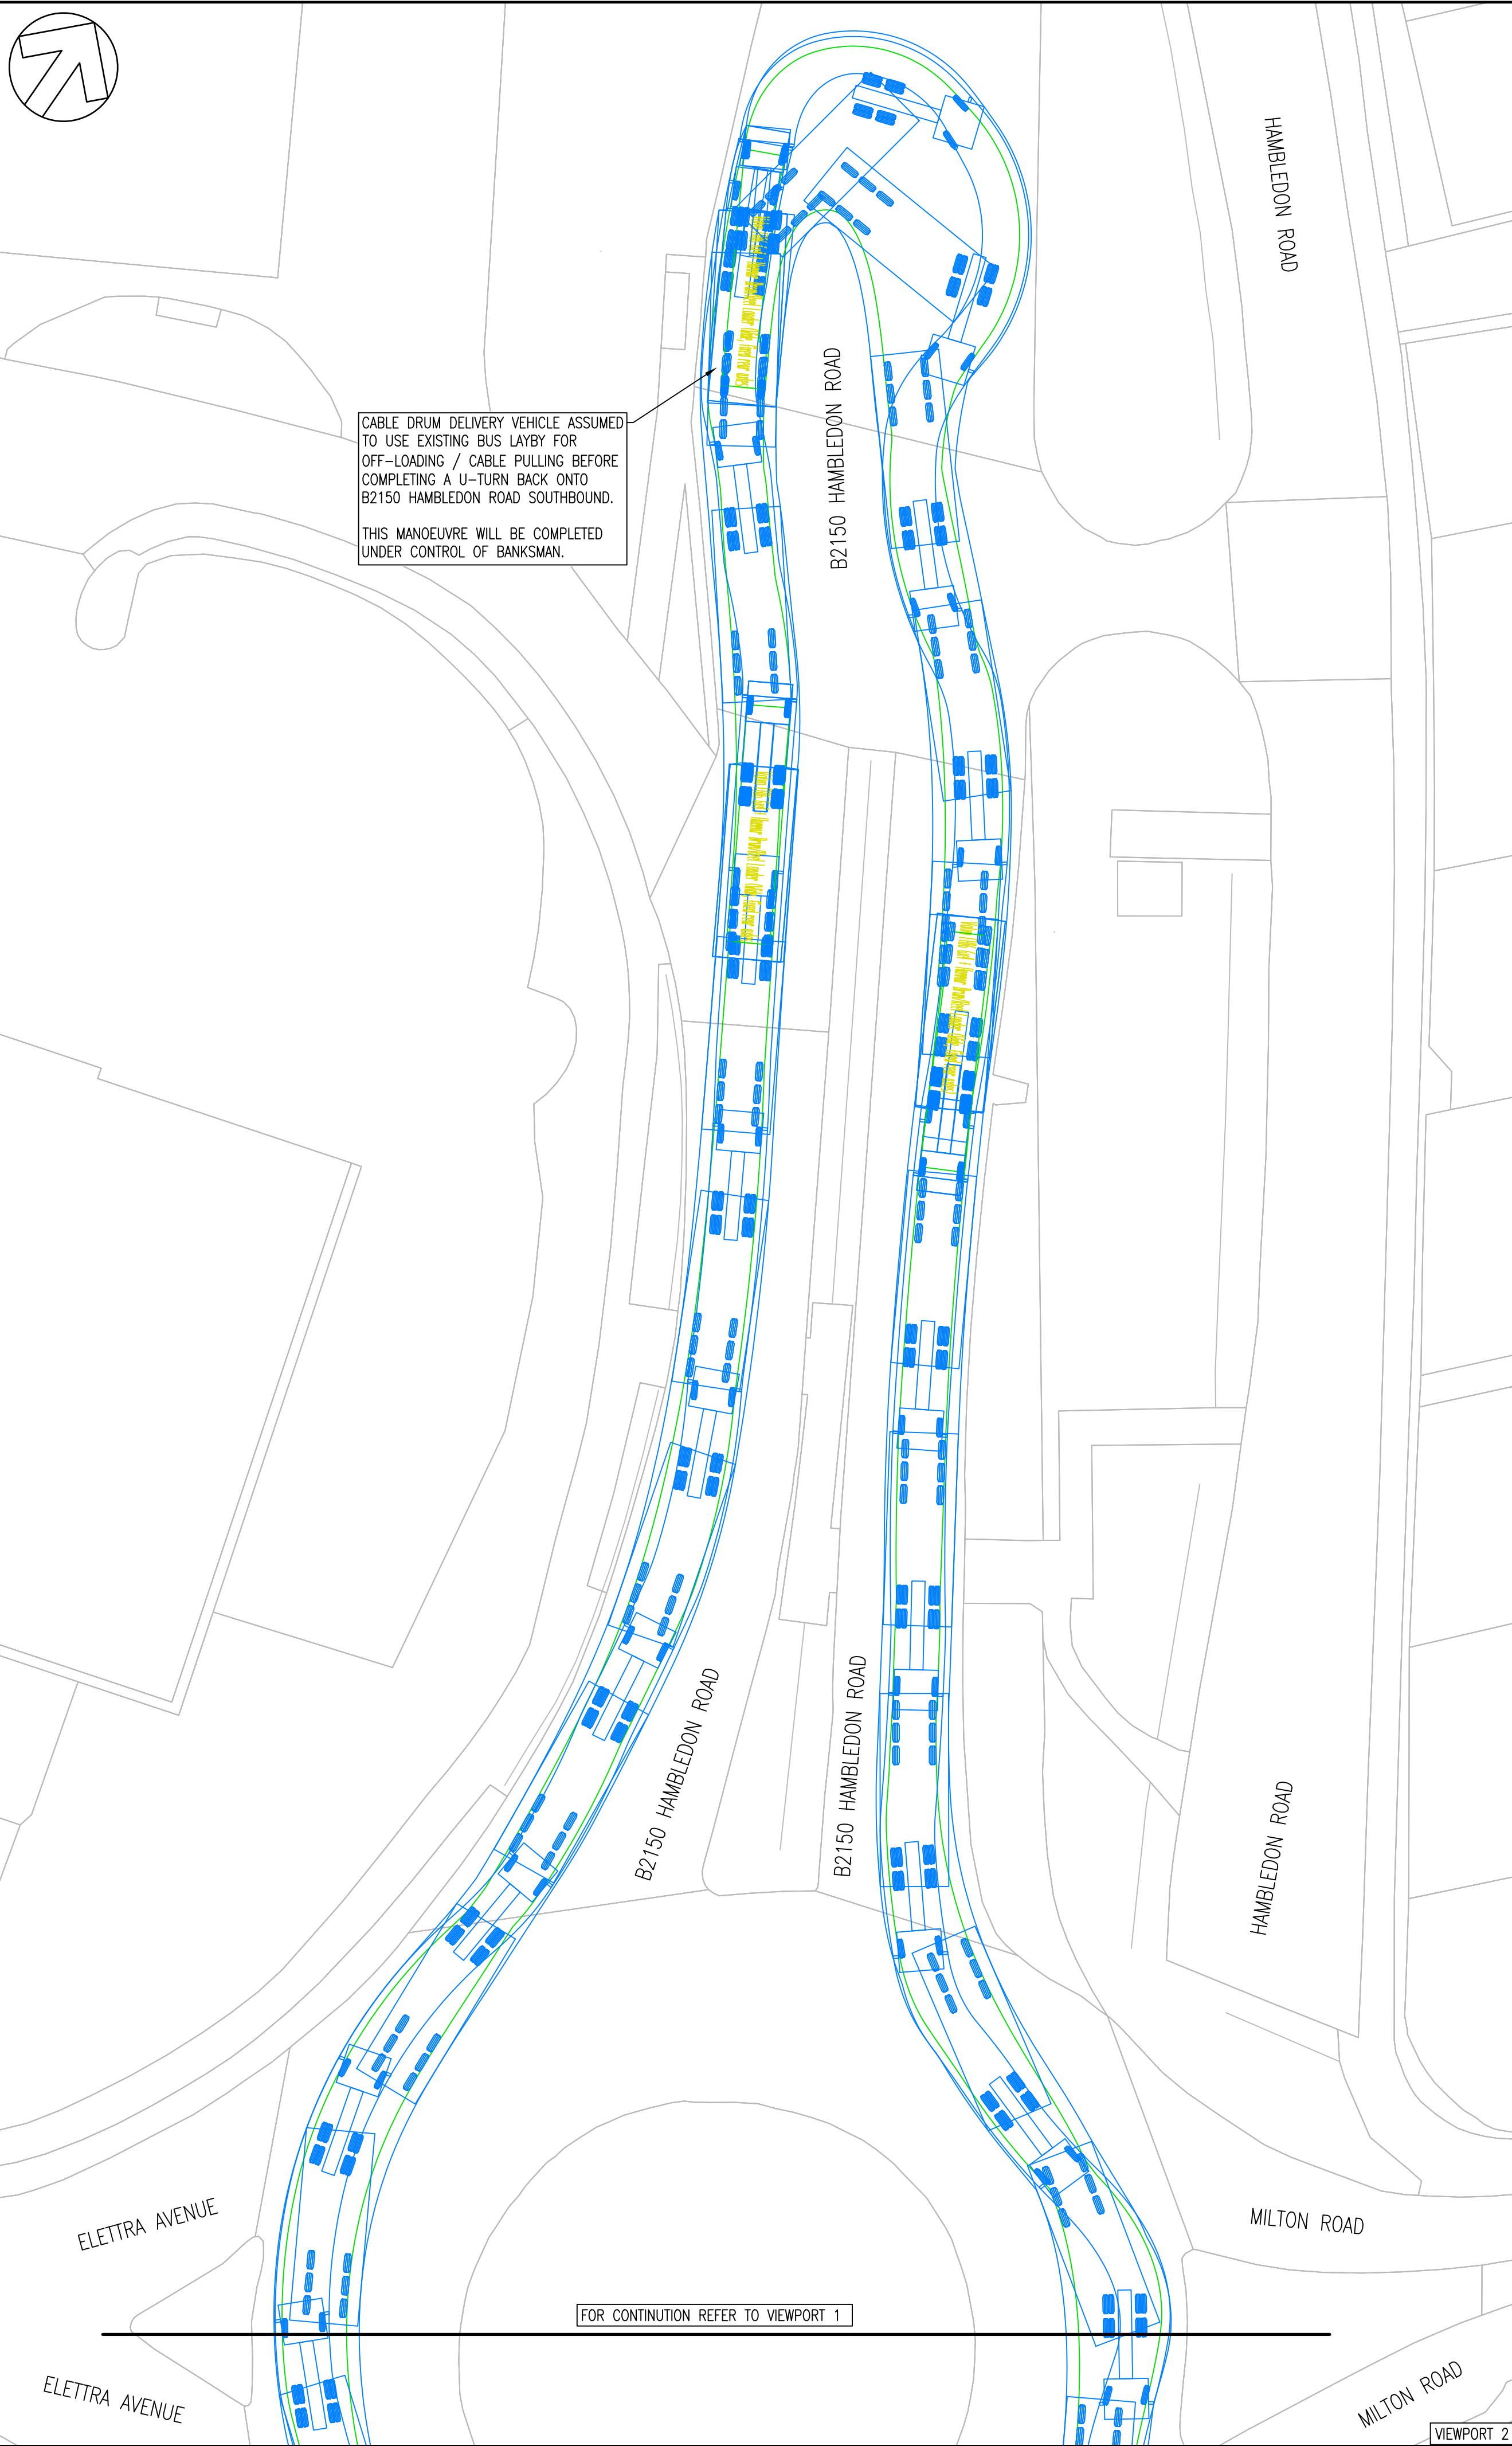 HAMBLEDON ROAD
B2150 HAMBLEDON ROAD
CABLE DRUM DELIVERY VEHICLE ASSUMED
TO USE EXISTING BUS LAYBY FOR
OFF-LOADING / CABLE PULLING BEFORE
COMPLETING A U-TURN BACK ONTO
B2150 HAMBLEDON ROAD SOUTHBOUND.
THIS MANOEUVRE WILL BE COMPLETED
UNDER CONTROL OF BANKSMAN.
B2150 HAMBLEDON ROAD
B2150 HAMBLEDON ROAD
HAMBLEDON ROAD
ELETTRA AVENUE
MILTON ROAD
FOR CONTINUTION REFER TO VIEWPORT 1
ELETTRA AVENUE
MILTON ROAD
VIEWPORT 2